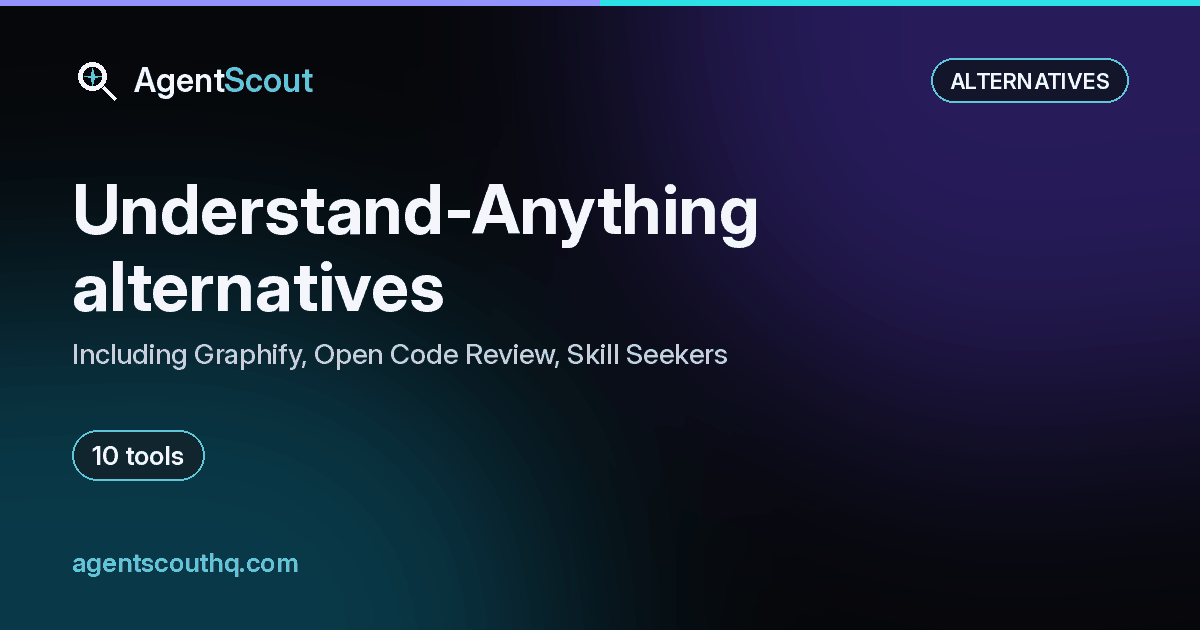 AgentScout
ALTERNATIVES
Understand-Anything
alternatives
Including Graphify, Open Code Review, Skill Seekers
10 tools
agentscouthq.com